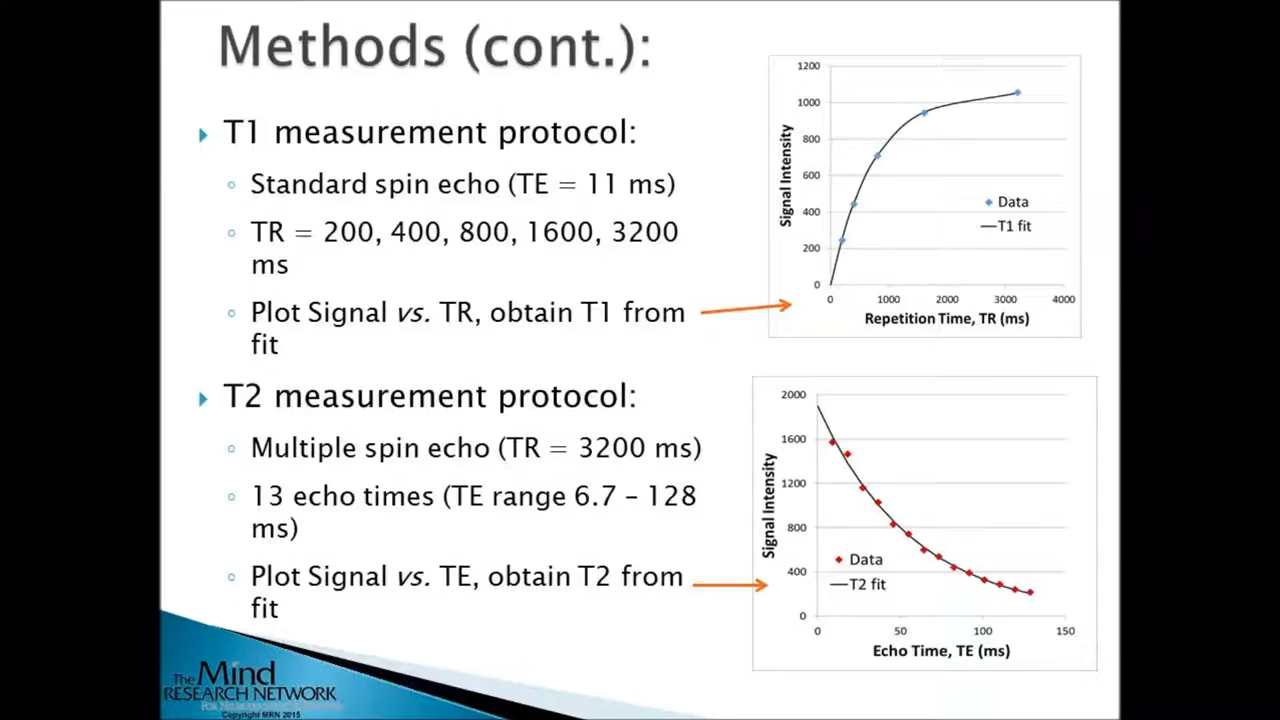 Methods (cont.):
T1 measurement protocol:
Standard spin echo (TE = 11 ms)
TR = 200, 400, 800, 1600, 3200
ms
Plot Signal vs. TR, obtain T1 from
fit
T2 measurement protocol:
Multiple spin echo (TR = 3200 ms)
13 echo times (TE range 6.7 – 128
ms)
Plot Signal vs. TE, obtain T2 from
fit
1200
1000
800
600
400
200
0
Signal Intensity
Data
T1 fit
0 1000 2000 3000 4000
Repetition Time, TR (ms)
2000
1600
1200
800
400
0
Signal Intensity
Data
T2 fit
0 50 100 150
Echo Time, TE (ms)
The Mind
RESEARCH NETWORK
Copyright MRN 2015